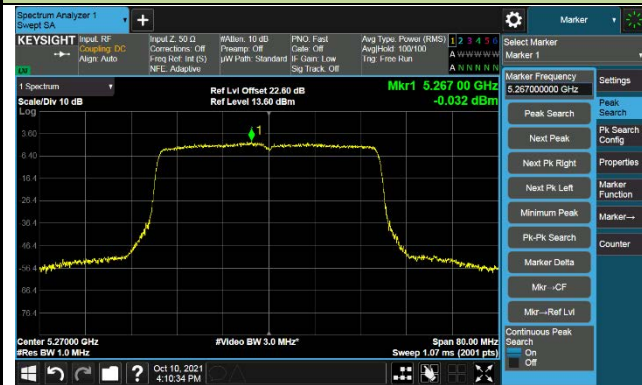 Spectrum Analyzer 1
Swept SA
+
Marker
KEYSIGHT
Input: RF
Coupling: DC
Align: Auto
Input Z: 50 Ω
Corrections: Off
Freq Ref: Int (S)
NFE: Adaptive
#Atten: 10 dB
Preamp: Off
µW Path: Standard
PNO: Fast
Gate: Off
IF Gain: Low
Sig Track: Off
Avg Type: Power (RMS)
Avg|Hold: 100/100
Trig: Free Run
1 2 3 4 5 6
A W W W W W
A N N N N N
LXI
Select Marker
Marker 1
1 Spectrum
Scale/Div 10 dB
Log
Ref Lvl Offset 22.60 dB
Ref Level 13.60 dBm
Mkr1 5.267 00 GHz
-0.032 dBm
1
3.60
-6.40
-16.4
-26.4
-36.4
-46.4
-56.4
-66.4
-76.4
Center 5.27000 GHz
#Res BW 1.0 MHz
#Video BW 3.0 MHz*
Span 80.00 MHz
Sweep 1.07 ms (2001 pts)
Marker Frequency
5.267000000 GHz
Peak Search
Next Peak
Next Pk Right
Next Pk Left
Minimum Peak
Pk-Pk Search
Marker Delta
Mkr→CF
Mkr→Ref Lvl
Continuous Peak
Search
On
Off
Settings
Peak
Search
Pk Search
Config
Properties
Marker
Function
Marker→
Counter
?
Oct 10, 2021
4:10:34 PM